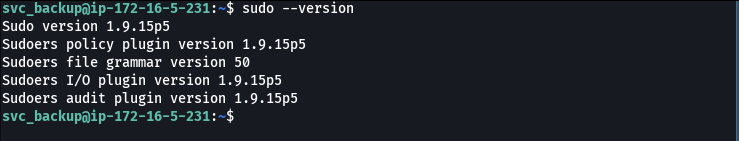 svc_backup@ip-172-16-5-231:~$ sudo --version
Sudo version 1.9.15p5
Sudoers policy plugin version 1.9.15p5
Sudoers file grammar version 50
Sudoers I/O plugin version 1.9.15p5
Sudoers audit plugin version 1.9.15p5
svc_backup@ip-172-16-5-231:~$